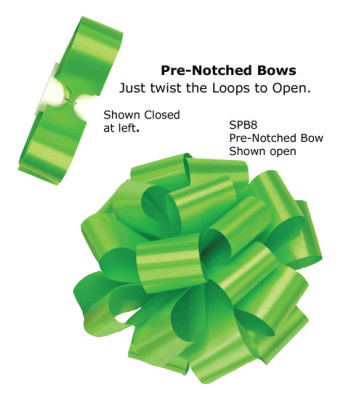 Pre-Notched Bows
Just twist the Loops to Open.
Shown Closed
at left.
SPB8
Pre-Notched Bow
Shown open